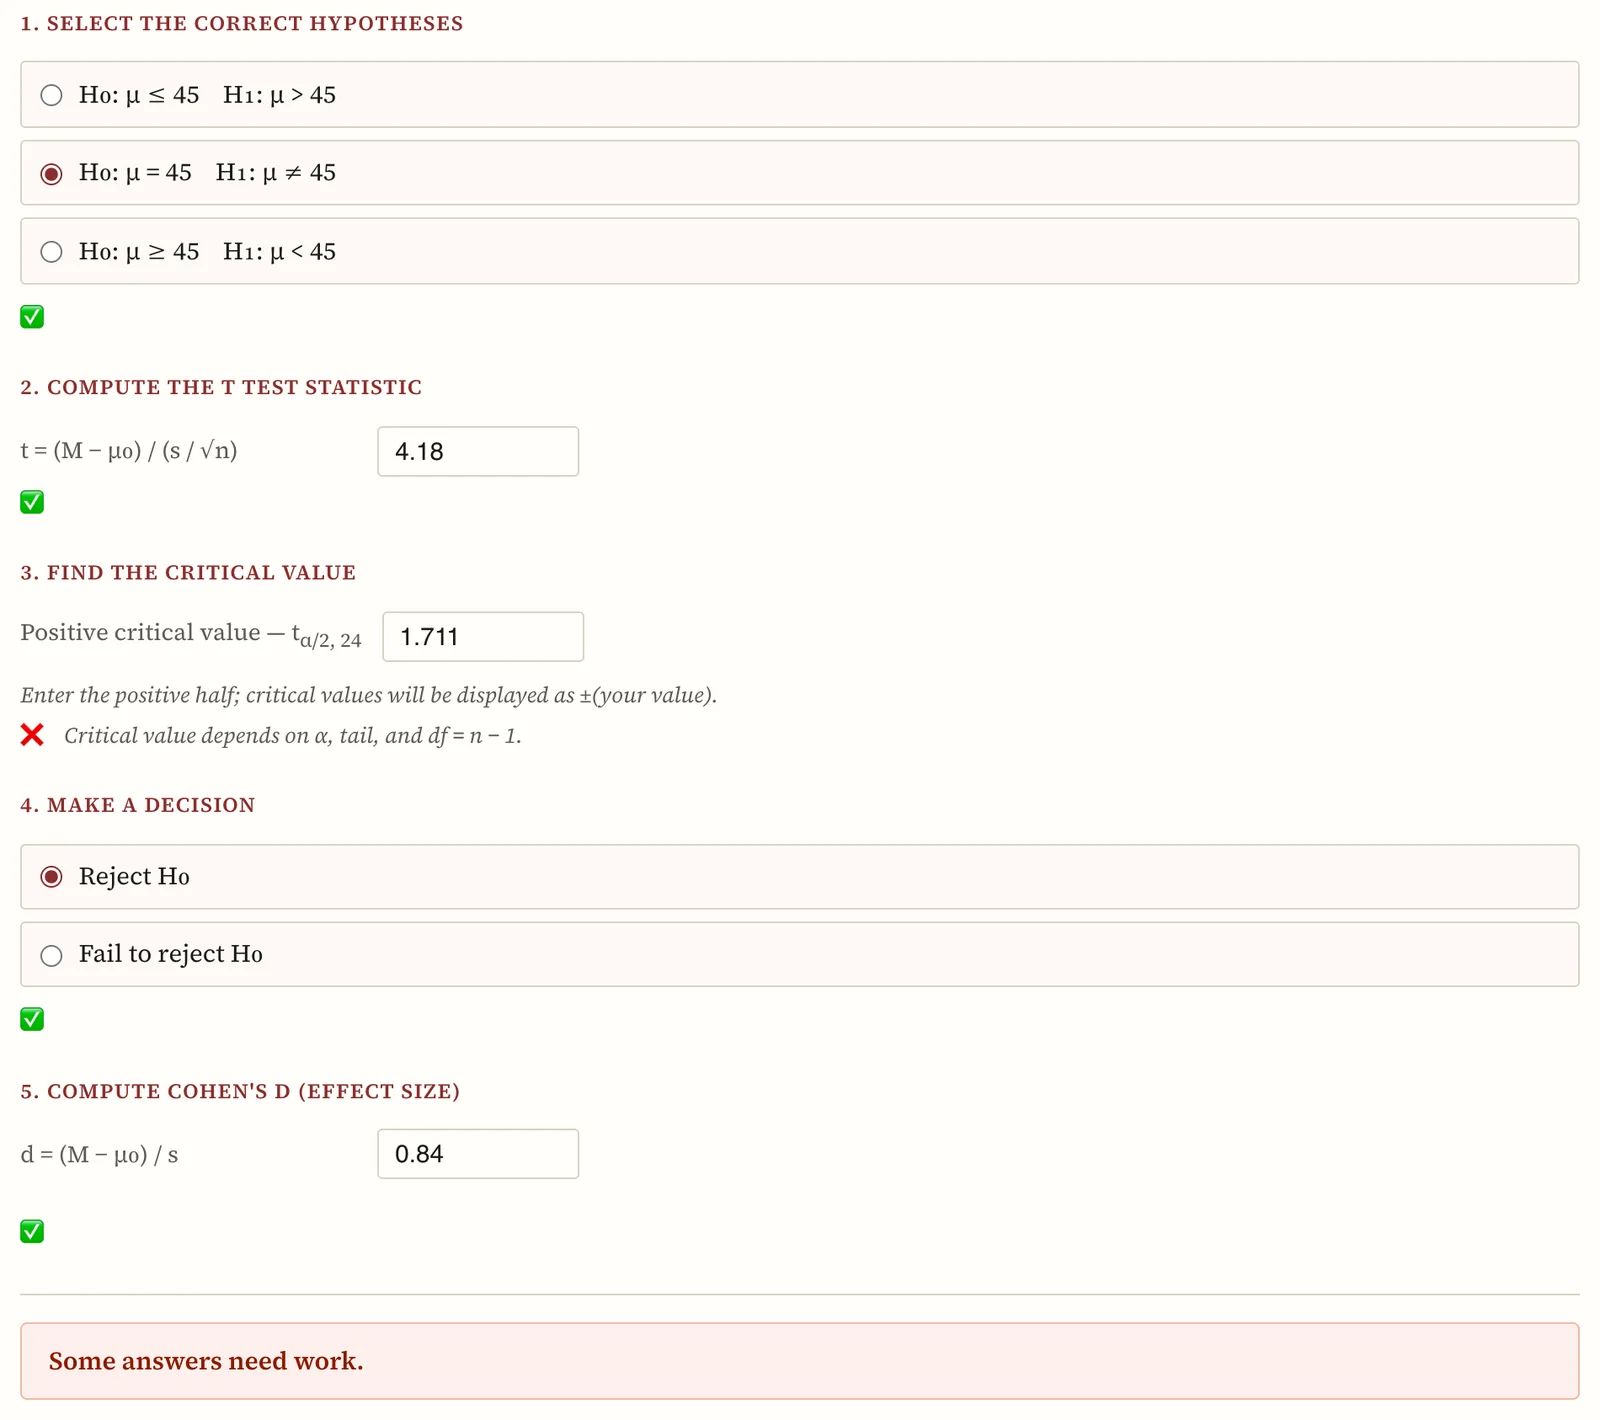 1. SELECT THE CORRECT HYPOTHESES
H₀: μ ≤ 45 H₁: μ > 45
H₀: μ = 45 H₁: μ ≠ 45
H₀: μ ≥ 45 H₁: μ < 45
2. COMPUTE THE T TEST STATISTIC
t = (M − μ₀) / (s / √n) 4.18
3. FIND THE CRITICAL VALUE
Positive critical value — tα/2, 24 1.711
Enter the positive half; critical values will be displayed as ±(your value).
Critical value depends on α, tail, and df = n − 1.
4. MAKE A DECISION
Reject H₀
Fail to reject H₀
5. COMPUTE COHEN'S D (EFFECT SIZE)
d = (M − μ₀) / s 0.84
Some answers need work.